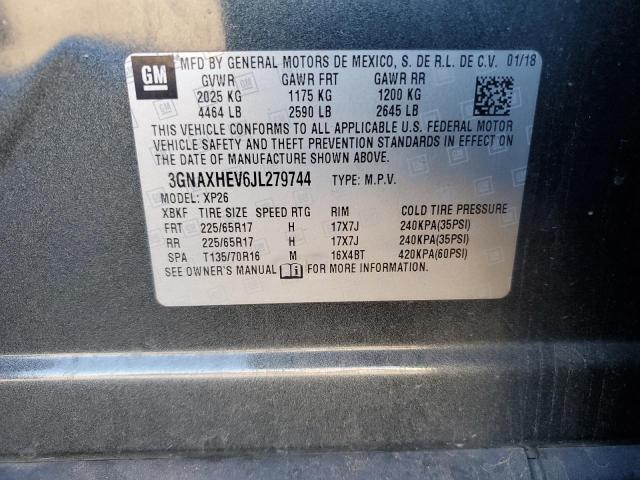 GM MFD BY GENERAL MOTORS DE MEXICO, S. DE R.L. DE C.V. 01/18
GVWR GAWR FRT GAWR RR
2025 KG 1175 KG 1200 KG
4464 LB 2590 LB 2645 LB
THIS VEHICLE CONFORMS TO ALL APPLICABLE U.S. FEDERAL MOTOR
VEHICLE SAFETY AND THEFT PREVENTION STANDARDS IN EFFECT ON
THE DATE OF MANUFACTURE SHOWN ABOVE.
3GNAXHEV6JL279744 TYPE: M.P.V.
MODEL: XP26
XBKF TIRE SIZE SPEED RTG RIM COLD TIRE PRESSURE
FRT 225/65R17 H 17X7J 240KPA(35PSI)
RR 225/65R17 H 17X7J 240KPA(35PSI)
SPA T135/70R16 M 16X4BT 420KPA(60PSI)
SEE OWNER'S MANUAL FOR MORE INFORMATION.